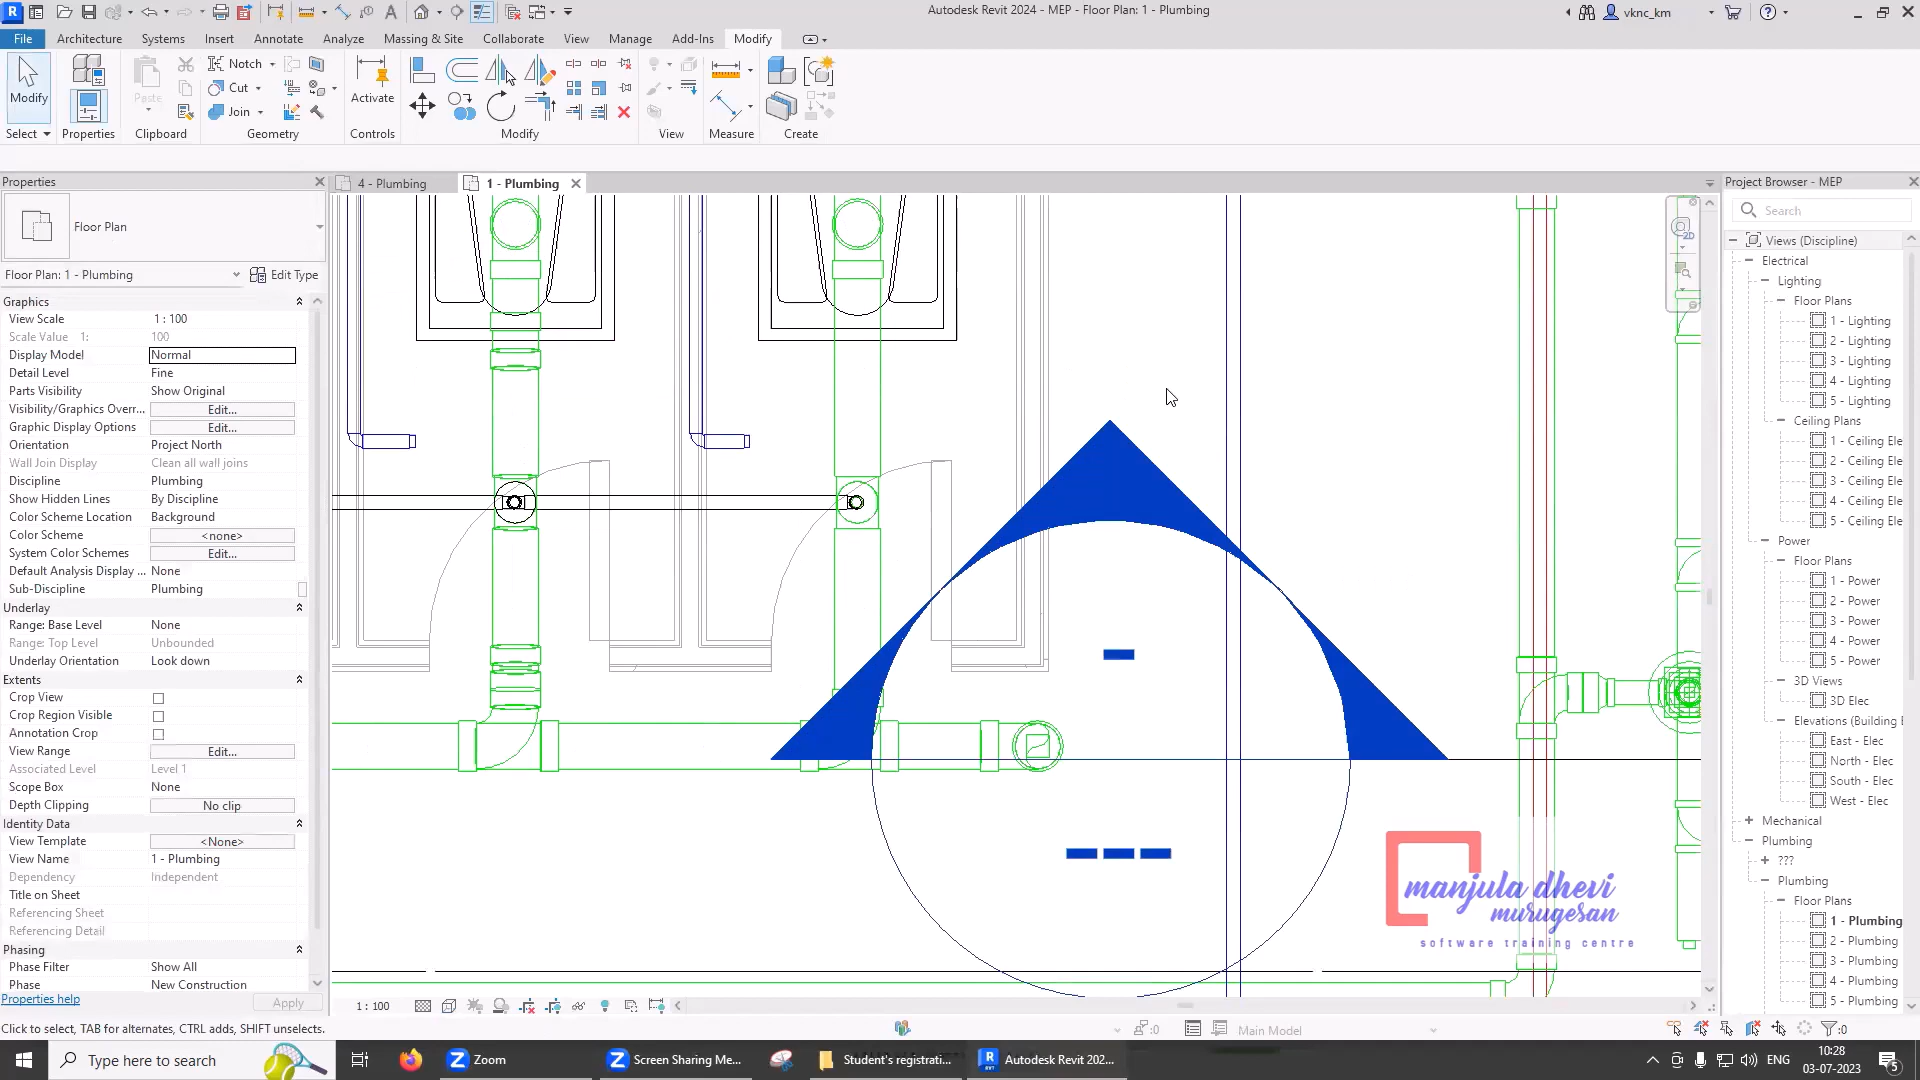 Autodesk Revit 2024 - MEP - Floor Plan: 1 - Plumbing
vknc_km
File Architecture Systems Insert Annotate Analyze Massing & Site Collaborate View Manage Add-Ins Modify
Modify
Paste
Notch
Cut
Join
Activate
Select Properties Clipboard Geometry Controls Modify View Measure Create
Properties
Floor Plan
Floor Plan: 1 - Plumbing Edit Type
Graphics
View Scale 1 : 100
Scale Value 1: 100
Display Model Normal
Detail Level Fine
Parts Visibility Show Original
Visibility/Graphics Overr... Edit...
Graphic Display Options Edit...
Orientation Project North
Wall Join Display Clean all wall joins
Discipline Plumbing
Show Hidden Lines By Discipline
Color Scheme Location Background
Color Scheme <none>
System Color Schemes Edit...
Default Analysis Display ... None
Sub-Discipline Plumbing
Underlay
Range: Base Level None
Range: Top Level Unbounded
Underlay Orientation Look down
Extents
Crop View
Crop Region Visible
Annotation Crop
View Range Edit...
Associated Level Level 1
Scope Box None
Depth Clipping No clip
Identity Data
View Template <None>
View Name 1 - Plumbing
Dependency Independent
Title on Sheet
Referencing Sheet
Referencing Detail
Phasing
Phase Filter Show All
Phase New Construction
Properties help Apply
4 - Plumbing 1 - Plumbing
2D
manjula dhevi
murugesan
software training centre
1 : 100
Project Browser - MEP
Search
Views (Discipline)
Electrical
Lighting
Floor Plans
1 - Lighting
2 - Lighting
3 - Lighting
4 - Lighting
5 - Lighting
Ceiling Plans
1 - Ceiling Ele
2 - Ceiling Ele
3 - Ceiling Ele
4 - Ceiling Ele
5 - Ceiling Ele
Power
Floor Plans
1 - Power
2 - Power
3 - Power
4 - Power
5 - Power
3D Views
3D Elec
Elevations (Building E
East - Elec
North - Elec
South - Elec
West - Elec
Mechanical
Plumbing
???
Plumbing
Floor Plans
1 - Plumbing
2 - Plumbing
3 - Plumbing
4 - Plumbing
5 - Plumbing
Click to select, TAB for alternates, CTRL adds, SHIFT unselects.
:0 Main Model :0
Type here to search
Zoom
Screen Sharing Me...
Student's registrati...
Autodesk Revit 202...
ENG
10:28
03-07-2023
5